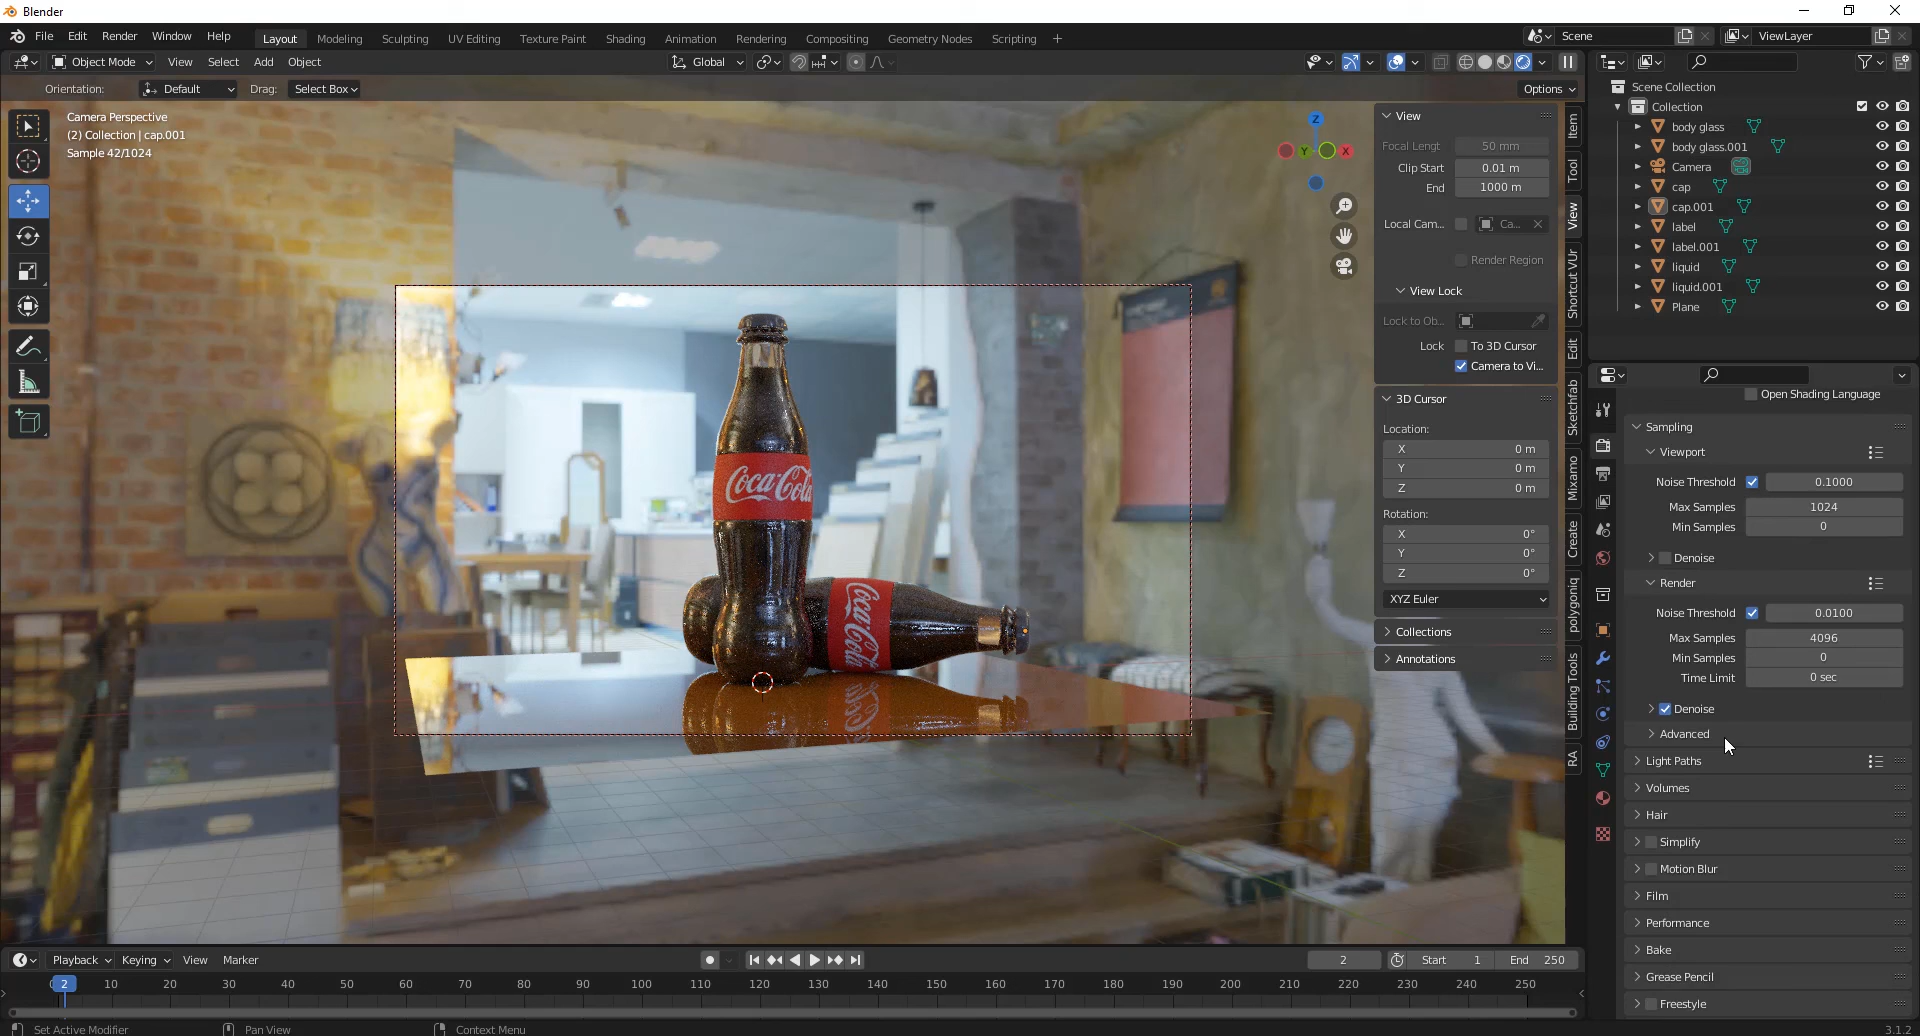 Blender
File Edit Render Window Help
Layout Modeling Sculpting UV Editing Texture Paint Shading Animation Rendering Compositing Geometry Nodes Scripting +
Scene
ViewLayer
Object Mode View Select Add Object
Global
Orientation: Default Drag: Select Box
Options
Camera Perspective
(2) Collection | cap.001
Sample 42/1024
Z
Y
X
Coca-Cola
Coca-Cola
View
Focal Lengt 50 mm
Clip Start 0.01 m
End 1000 m
Local Cam... Ca...
Render Region
View Lock
Lock to Ob...
Lock To 3D Cursor
Camera to Vi...
3D Cursor
Location:
X 0 m
Y 0 m
Z 0 m
Rotation:
X 0°
Y 0°
Z 0°
XYZ Euler
Collections
Annotations
Item
Tool
View
Shortcut VUr
Edit
Sketchfab
Mixamo
Create
polygoniq
Building Tools
RA
Scene Collection
Collection
body glass
body glass.001
Camera
cap
cap.001
label
label.001
liquid
liquid.001
Plane
Open Shading Language
Sampling
Viewport
Noise Threshold 0.1000
Max Samples 1024
Min Samples 0
Denoise
Render
Noise Threshold 0.0100
Max Samples 4096
Min Samples 0
Time Limit 0 sec
Denoise
Advanced
Light Paths
Volumes
Hair
Simplify
Motion Blur
Film
Performance
Bake
Grease Pencil
Freestyle
Playback Keying View Marker
2 Start 1 End 250
2 10 20 30 40 50 60 70 80 90 100 110 120 130 140 150 160 170 180 190 200 210 220 230 240 250
Set Active Modifier Pan View Context Menu
3.1.2